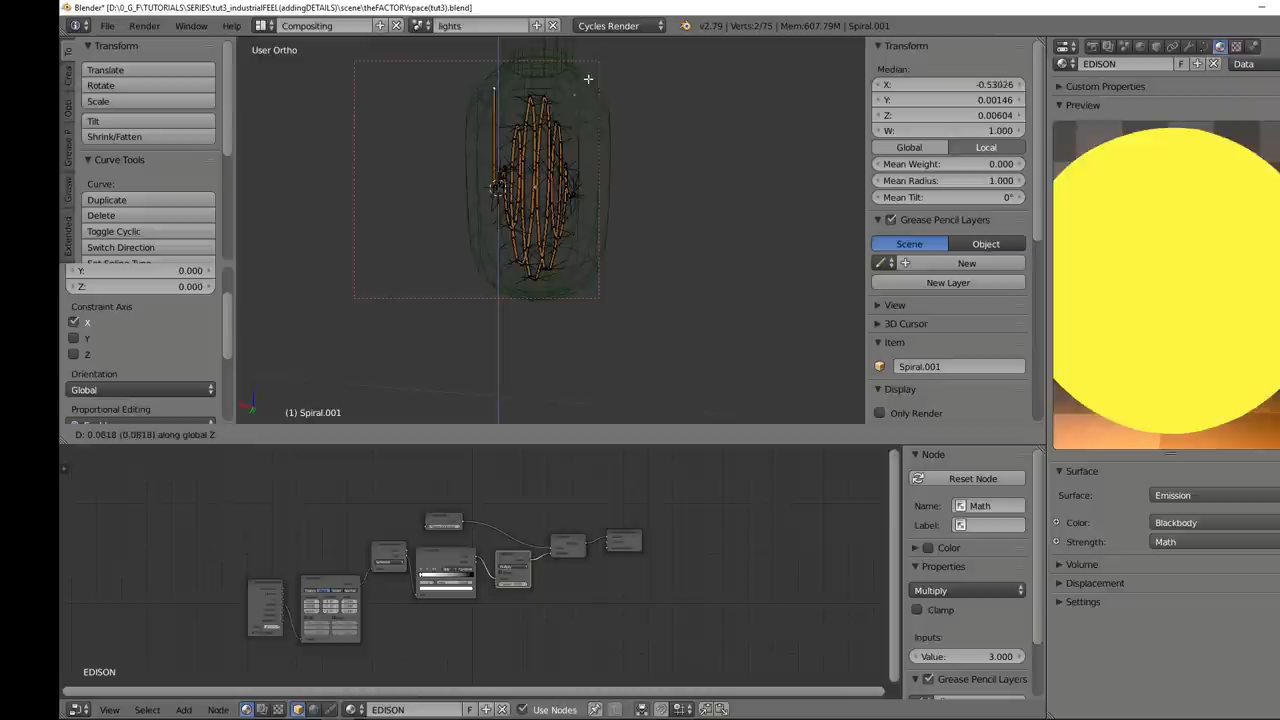 Blender* [D:\0_G_F\TUTORIALS\SERIES\tut3_industrialFEEL(addingDETAILS)\scene\theFACTORYspace(tut3).blend]
File Render Window Help Compositing lights Cycles Render v2.79 | Verts:2/75 | Mem:607.79M | Spiral.001
Transform
Translate
Rotate
Scale
Tilt
Shrink/Fatten
Curve Tools
Curve:
Duplicate
Delete
Toggle Cyclic
Switch Direction
Y: 0.000
Z: 0.000
Constraint Axis
X
Y
Z
Orientation
Global
Proportional Editing
User Ortho
(1) Spiral.001
D: 0.0818 (0.0818) along global Z
Transform
Median:
X: -0.53026
Y: 0.00146
Z: 0.00604
W: 1.000
Global Local
Mean Weight: 0.000
Mean Radius: 1.000
Mean Tilt: 0°
Grease Pencil Layers
Scene Object
New
New Layer
View
3D Cursor
Item
Spiral.001
Display
Only Render
EDISON F Data
Custom Properties
Preview
Surface
Surface: Emission
Color: Blackbody
Strength: Math
Volume
Displacement
Settings
Node
Reset Node
Name: Math
Label:
Color
Properties
Multiply
Clamp
Inputs:
Value: 3.000
Grease Pencil Layers
EDISON
View Select Add Node EDISON F Use Nodes